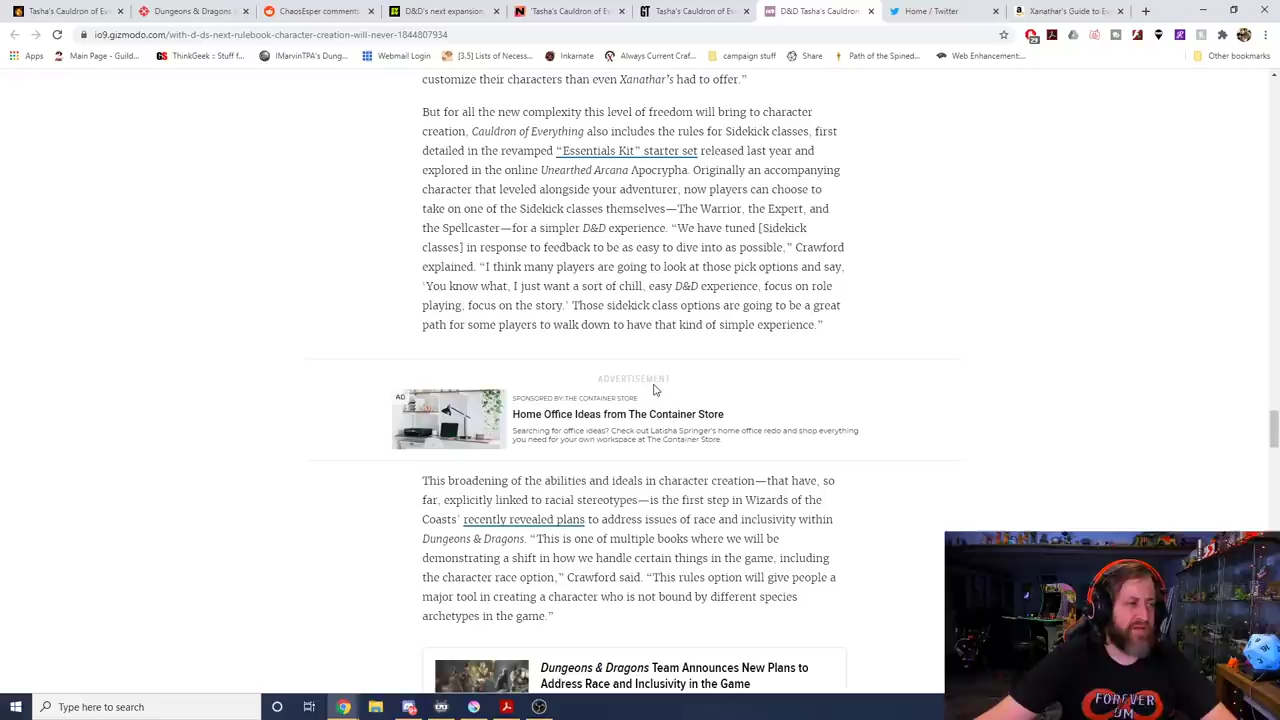 Tasha's Cauldron of Ev
Dungeons & Dragons
ChaosEsper comments
D&D's next expansion,
'Tasha's Cauldron of Ev
Tasha's Cauldron of Ev
D&D Tasha's Cauldron
Home / Twitter
Xanathar's Guide to Ev
io9.gizmodo.com/with-d-ds-next-rulebook-character-creation-will-never-1844807934
Apps
Main Page - Guild...
ThinkGeek :: Stuff f...
IMarvinTPA's Dung...
Webmail Login
[3.5] Lists of Necess...
Inkarnate
Always Current Craf...
campaign stuff
Share
Path of the Spined...
Web Enhancement:...
Other bookmarks
customize their characters than even Xanathar's had to offer.”
But for all the new complexity this level of freedom will bring to character
creation, Cauldron of Everything also includes the rules for Sidekick classes, first
detailed in the revamped “Essentials Kit” starter set released last year and
explored in the online Unearthed Arcana Apocrypha. Originally an accompanying
character that leveled alongside your adventurer, now players can choose to
take on one of the Sidekick classes themselves—The Warrior, the Expert, and
the Spellcaster—for a simpler D&D experience. “We have tuned [Sidekick
classes] in response to feedback to be as easy to dive into as possible,” Crawford
explained. “I think many players are going to look at those pick options and say,
‘You know what, I just want a sort of chill, easy D&D experience, focus on role
playing, focus on the story.’ Those sidekick class options are going to be a great
path for some players to walk down to have that kind of simple experience.”
ADVERTISEMENT
AD
SPONSORED BY: THE CONTAINER STORE
Home Office Ideas from The Container Store
Searching for office ideas? Check out Latisha Springer's home office redo and shop everything
you need for your own workspace at The Container Store.
This broadening of the abilities and ideals in character creation—that have, so
far, explicitly linked to racial stereotypes—is the first step in Wizards of the
Coasts’ recently revealed plans to address issues of race and inclusivity within
Dungeons & Dragons. “This is one of multiple books where we will be
demonstrating a shift in how we handle certain things in the game, including
the character race option,” Crawford said. “This rules option will give people a
major tool in creating a character who is not bound by different species
archetypes in the game.”
Dungeons & Dragons Team Announces New Plans to
Address Race and Inclusivity in the Game
FOREVER
DM
Type here to search